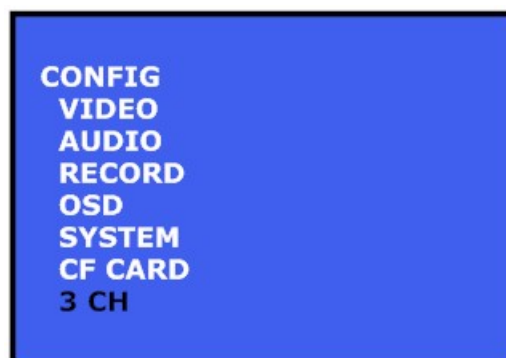 CONFIG
VIDEO
AUDIO
RECORD
OSD
SYSTEM
CF CARD
3 CH